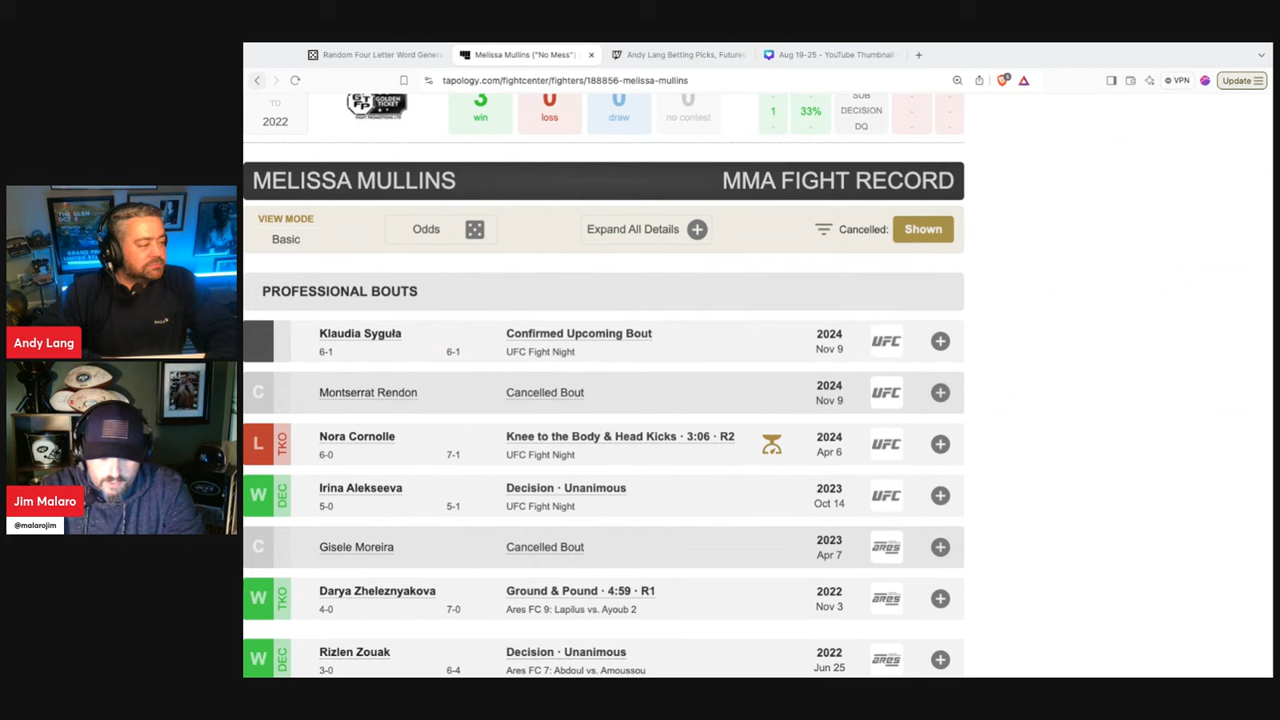 Random Four Letter Word Genera
Melissa Mullins ("No Mess")
Andy Lang Betting Picks, Futures
Aug 19-25 - YouTube Thumbnail
tapology.com/fightcenter/fighters/188856-melissa-mullins
VPN
Update
TO
2022
GOLDEN
TICKET
3
win
0
loss
0
draw
0
no contest
1
33%
SUB
DECISION
DQ
MELISSA MULLINS
MMA FIGHT RECORD
VIEW MODE
Basic
Odds
Expand All Details
Cancelled:
Shown
PROFESSIONAL BOUTS
Klaudia Syguła
Confirmed Upcoming Bout
2024
UFC
6-1
6-1
UFC Fight Night
Nov 9
C
Montserrat Rendon
Cancelled Bout
2024
Nov 9
UFC
L
TKO
Nora Cornolle
Knee to the Body & Head Kicks · 3:06 · R2
2024
UFC
6-0
7-1
UFC Fight Night
Apr 6
W
DEC
Irina Alekseeva
Decision · Unanimous
2023
UFC
5-0
5-1
UFC Fight Night
Oct 14
C
Gisele Moreira
Cancelled Bout
2023
Apr 7
ARES
W
TKO
Darya Zheleznyakova
Ground & Pound · 4:59 · R1
2022
ARES
4-0
7-0
Ares FC 9: Lapilus vs. Ayoub 2
Nov 3
W
DEC
Rizlen Zouak
Decision · Unanimous
2022
ARES
3-0
6-4
Ares FC 7: Abdoul vs. Amoussou
Jun 25
Andy Lang
Jim Malaro
@malarojim